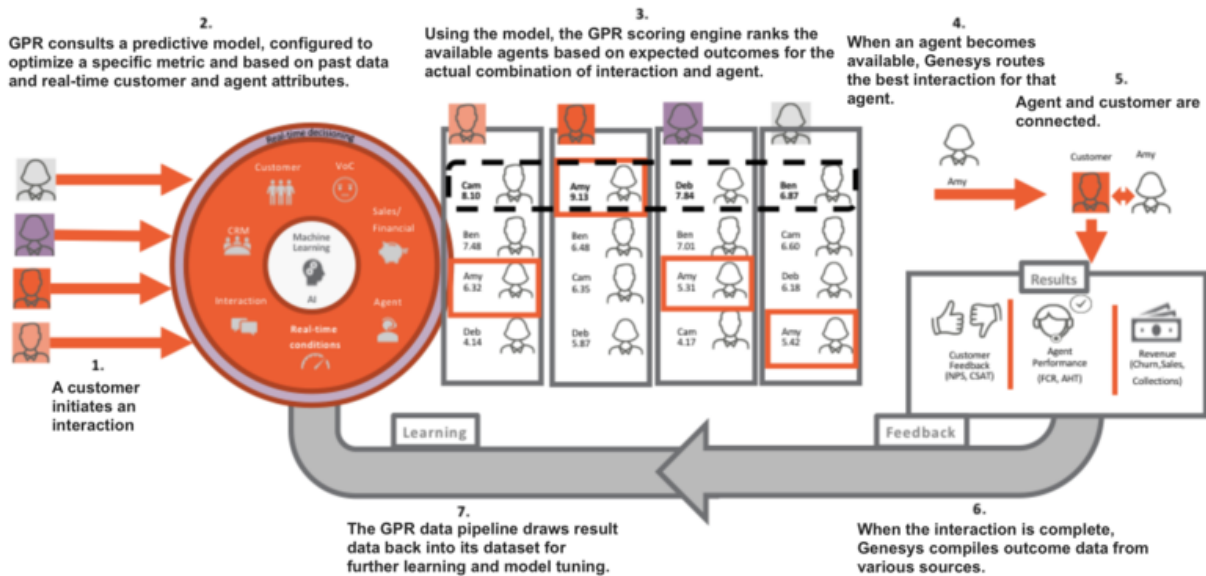 2.
GPR consults a predictive model, configured to
optimize a specific metric and based on past data
and real-time customer and agent attributes.
3.
Using the model, the GPR scoring engine ranks the
available agents based on expected outcomes for the
actual combination of interaction and agent.
4.
When an agent becomes
available, Genesys routes
the best interaction for that
agent.
5.
Agent and customer are
connected.
1.
A customer
initiates an
interaction
Real-time decisioning
Customer
VoC
CRM
Sales/
Financial
Machine
Learning
AI
Interaction
Agent
Real-time
conditions
Cam
8.10
Ben
7.48
Amy
6.32
Deb
4.14
Amy
9.13
Ben
6.48
Cam
6.35
Deb
5.87
Deb
7.84
Ben
7.01
Amy
5.31
Cam
4.17
Ben
6.87
Cam
6.60
Deb
6.18
Amy
5.42
Amy
Customer
Amy
Results
Customer
Feedback
(NPS, CSAT)
Agent
Performance
(FCR, AHT)
Revenue
(Churn,Sales,
Collections)
Learning
Feedback
7.
The GPR data pipeline draws result
data back into its dataset for
further learning and model tuning.
6.
When the interaction is complete,
Genesys compiles outcome data from
various sources.